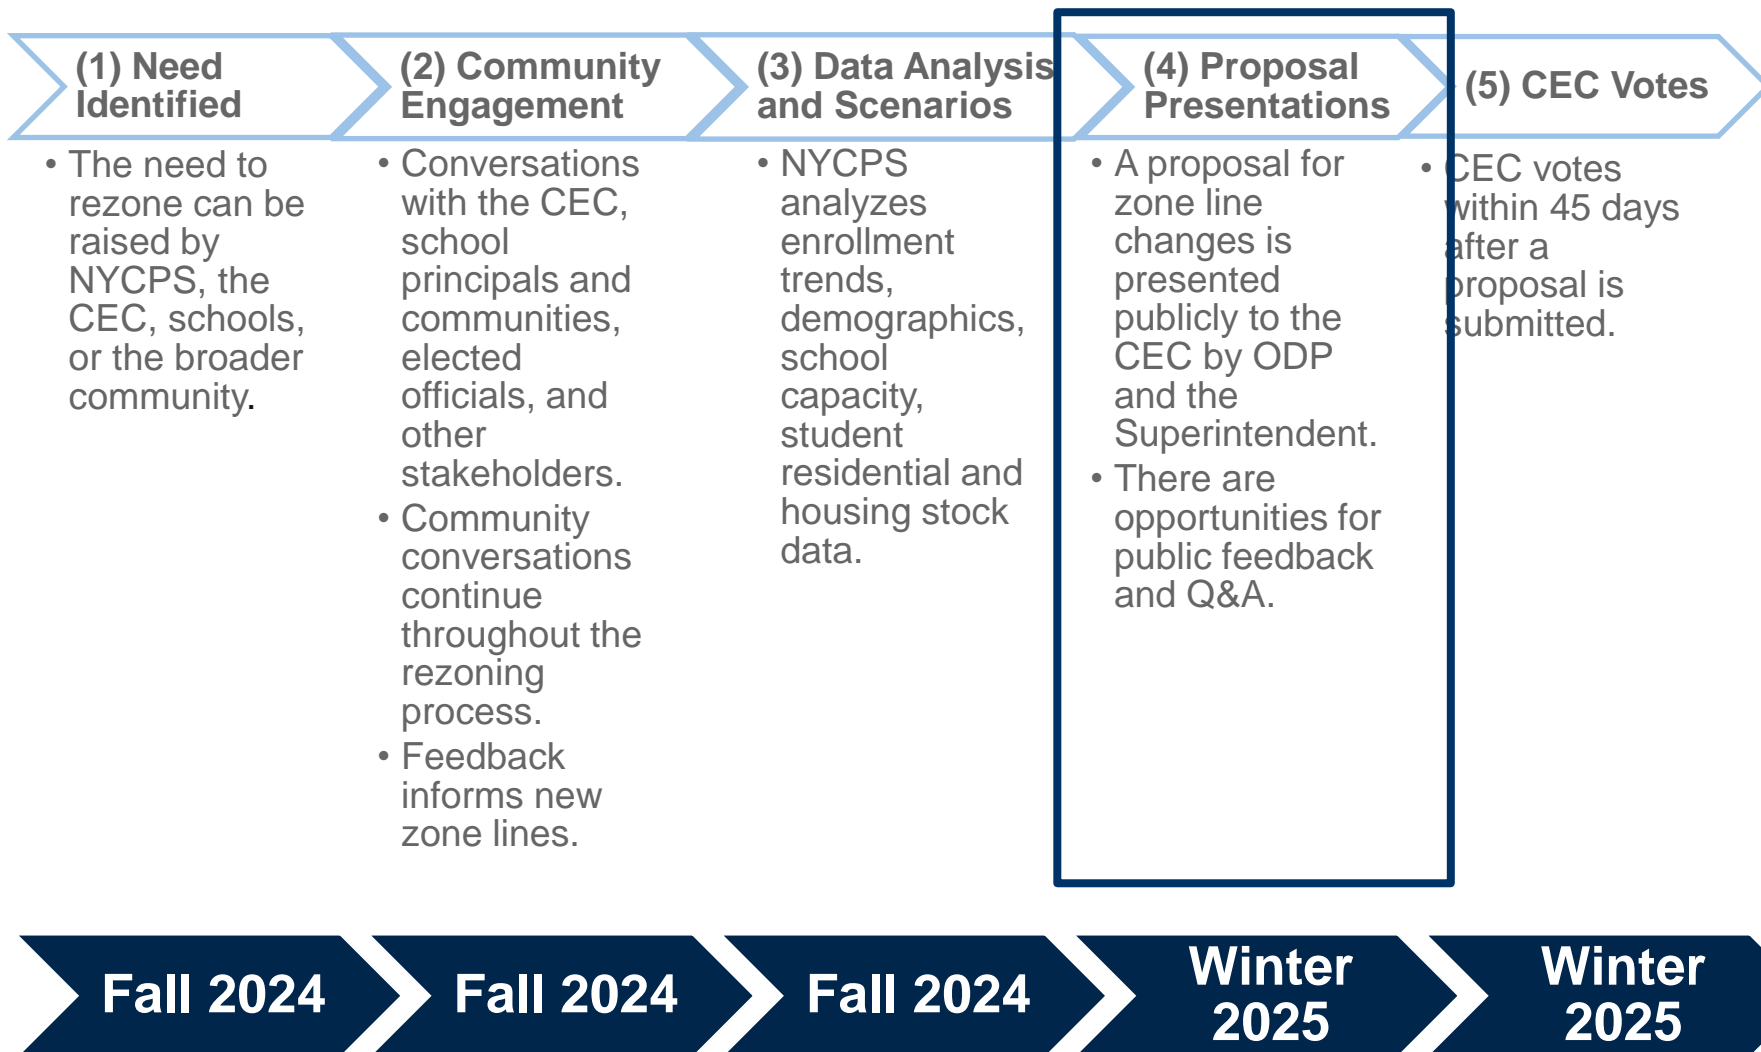 (1) Need
Identified
• The need to
rezone can be
raised by
NYCPS, the
CEC, schools,
or the broader
community.
(2) Community
Engagement
• Conversations
with the CEC,
school
principals and
communities,
elected
officials, and
other
stakeholders.
• Community
conversations
continue
throughout the
rezoning
process.
• Feedback
informs new
zone lines.
(3) Data Analysis
and Scenarios
• NYCPS
analyzes
enrollment
trends,
demographics,
school
capacity,
student
residential and
housing stock
data.
(4) Proposal
Presentations
• A proposal for
zone line
changes is
presented
publicly to the
CEC by ODP
and the
Superintendent.
• There are
opportunities for
public feedback
and Q&A.
(5) CEC Votes
• CEC votes
within 45 days
after a
proposal is
submitted.
Fall 2024
Fall 2024
Fall 2024
Winter
2025
Winter
2025